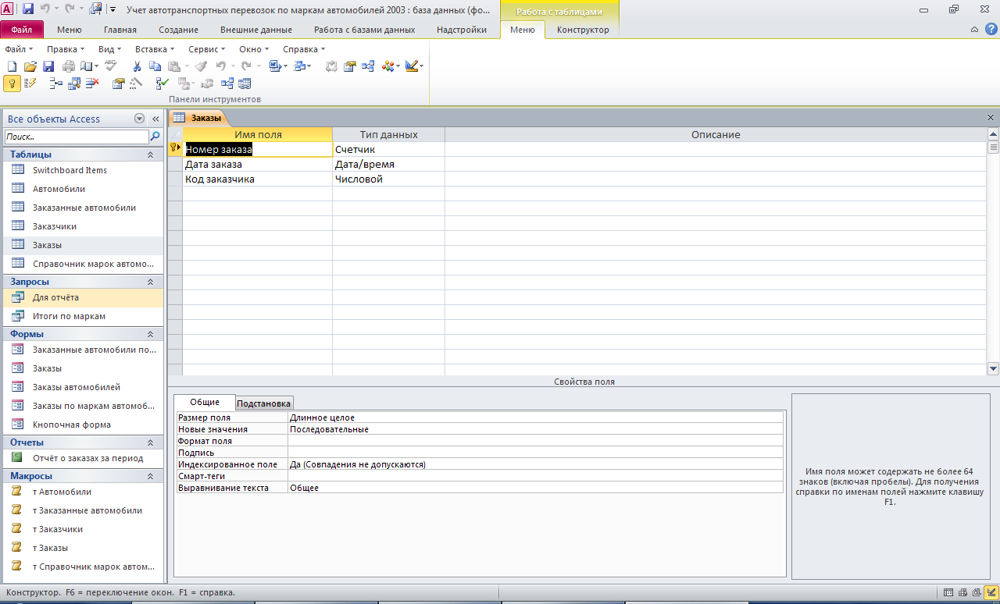 Учет автотранспортных перевозок по маркам автомобилей 2003 : база данных (фо...
Работа с таблицами
Файл
Меню
Главная
Создание
Внешние данные
Работа с базами данных
Надстройки
Меню
Конструктор
Файл
Правка
Вид
Вставка
Сервис
Окно
Справка
Панели инструментов
Все объекты Access
Поиск...
Таблицы
Switchboard Items
Автомобили
Заказанные автомобили
Заказчики
Заказы
Справочник марок автомо...
Запросы
Для отчёта
Итоги по маркам
Формы
Заказанные автомобили по...
Заказы
Заказы автомобилей
Заказы по маркам автомоб...
Кнопочная форма
Отчеты
Отчёт о заказах за период
Макросы
т Автомобили
т Заказанные автомобили
т Заказчики
т Заказы
т Справочник марок автом...
Заказы
Имя поля
Тип данных
Описание
Номер заказа
Счетчик
Дата заказа
Дата/время
Код заказчика
Числовой
Свойства поля
Общие
Подстановка
Размер поля
Длинное целое
Новые значения
Последовательные
Формат поля
Подпись
Индексированное поле
Да (Совпадения не допускаются)
Смарт-теги
Выравнивание текста
Общее
Имя поля может содержать не более 64
знаков (включая пробелы). Для получения
справки по именам полей нажмите клавишу
F1.
Конструктор. F6 = переключение окон. F1 = справка.